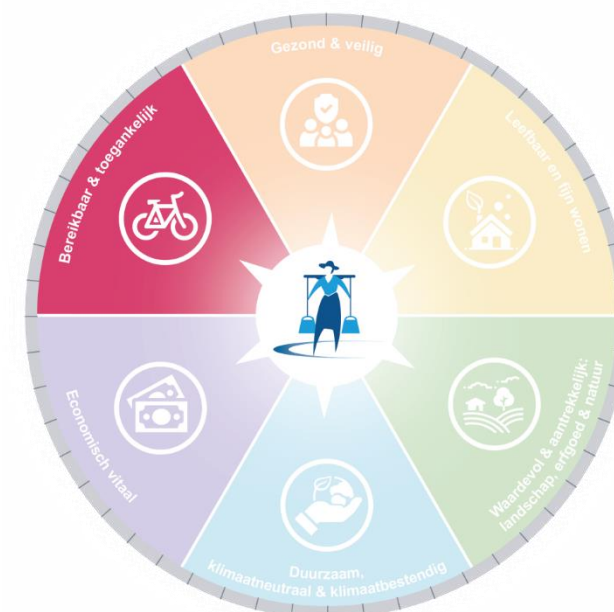 Gezond & veilig
Leefbaar en fijn wonen
Waardevol & aantrekkelijk:
landschap, erfgoed & natuur
Duurzaam,
klimaatneutraal & klimaatbestendig
Economisch vitaal
Bereikbaar & toegankelijk